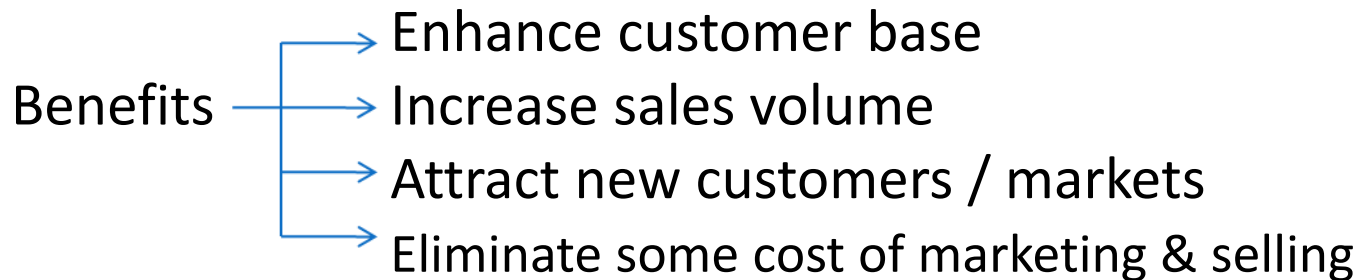 Enhance customer base
Benefits
Increase sales volume
Attract new customers / markets
Eliminate some cost of marketing & selling